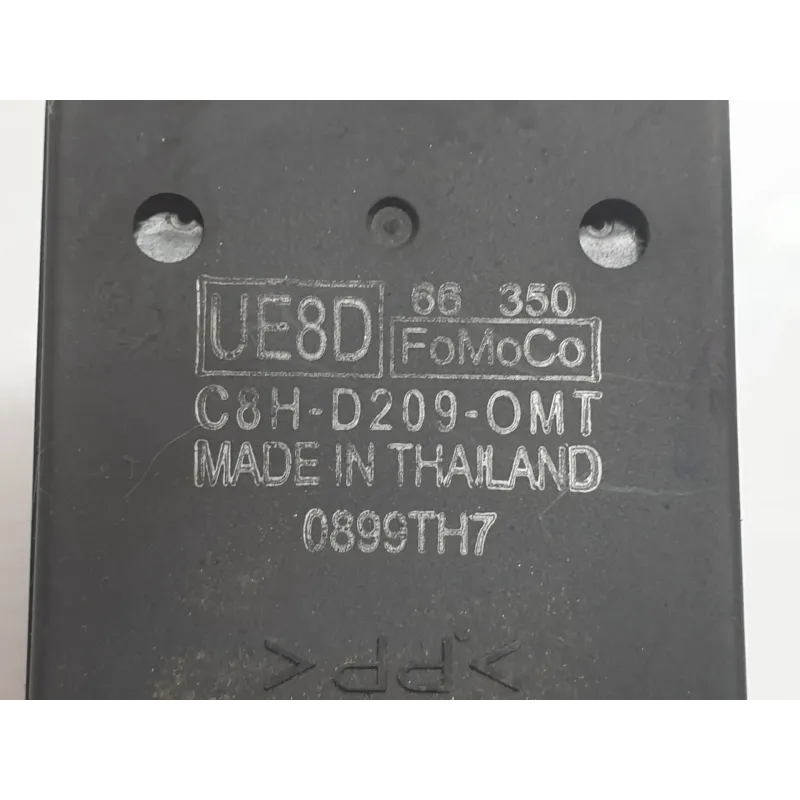 UE8D 66 350
FoMoCo
C8H-D209-OMT
MADE IN THAILAND
0899TH7
>PP<